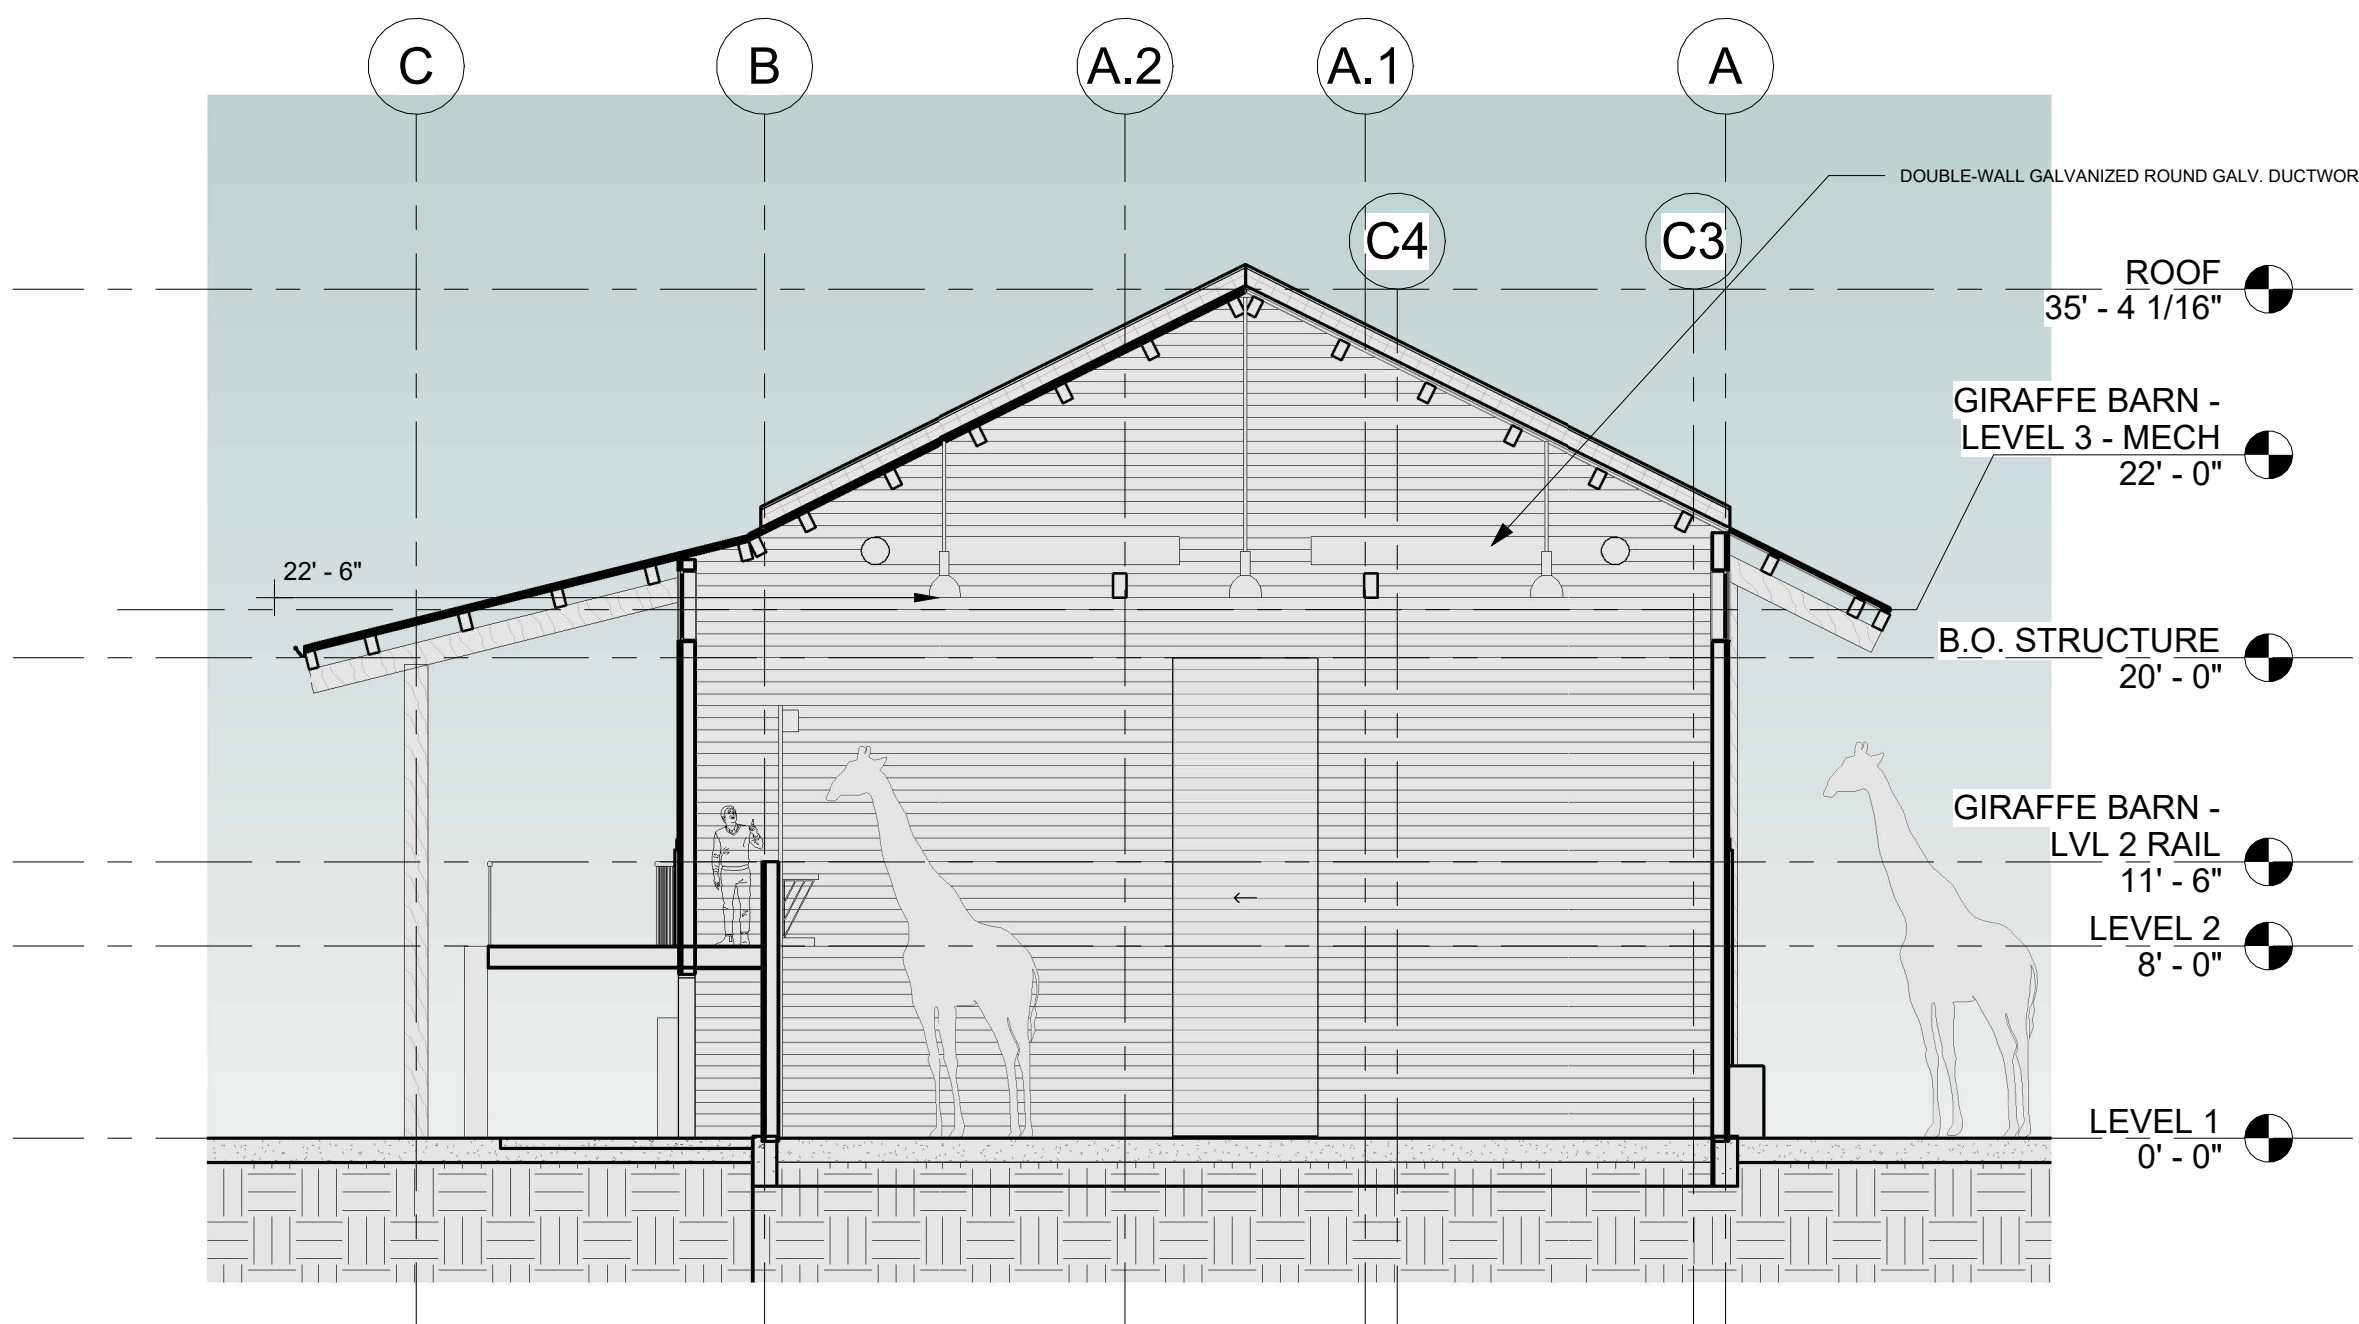 C
B
A.2
A.1
A
DOUBLE-WALL GALVANIZED ROUND GALV. DUCTWOR
C4
C3
ROOF
35' - 4 1/16"
GIRAFFE BARN -
LEVEL 3 - MECH
22' - 0"
22' - 6"
B.O. STRUCTURE
20' - 0"
GIRAFFE BARN -
LVL 2 RAIL
11' - 6"
LEVEL 2
8' - 0"
LEVEL 1
0' - 0"